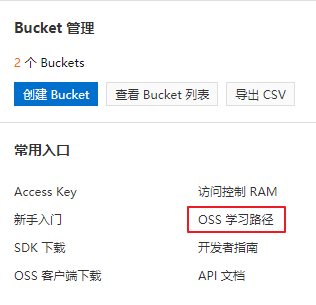 Bucket 管理
2 个 Buckets
创建 Bucket 查看 Bucket 列表 导出 CSV
常用入口
Access Key 访问控制 RAM
新手入门 OSS 学习路径
SDK 下载 开发者指南
OSS 客户端下载 API 文档